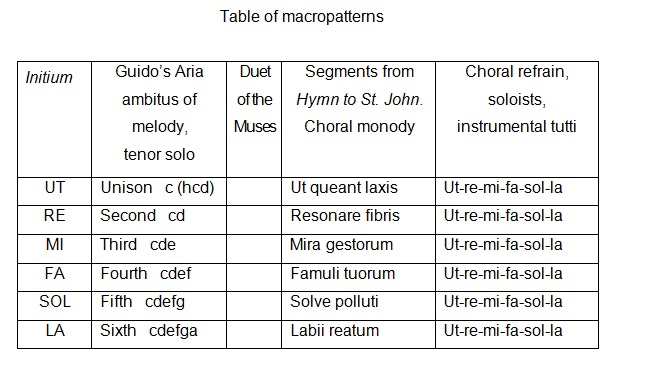 Table of macropatterns
Initium
Guido's Aria
ambitus of
melody,
tenor solo
Duet
of the
Muses
Segments from
Hymn to St. John.
Choral monody
Choral refrain,
soloists,
instrumental tutti
UT Unison c (hcd) Ut queant laxis Ut-re-mi-fa-sol-la
RE Second cd Resonare fibris Ut-re-mi-fa-sol-la
MI Third cde Mira gestorum Ut-re-mi-fa-sol-la
FA Fourth cdef Famuli tuorum Ut-re-mi-fa-sol-la
SOL Fifth cdefg Solve polluti Ut-re-mi-fa-sol-la
LA Sixth cdefga Labii reatum Ut-re-mi-fa-sol-la